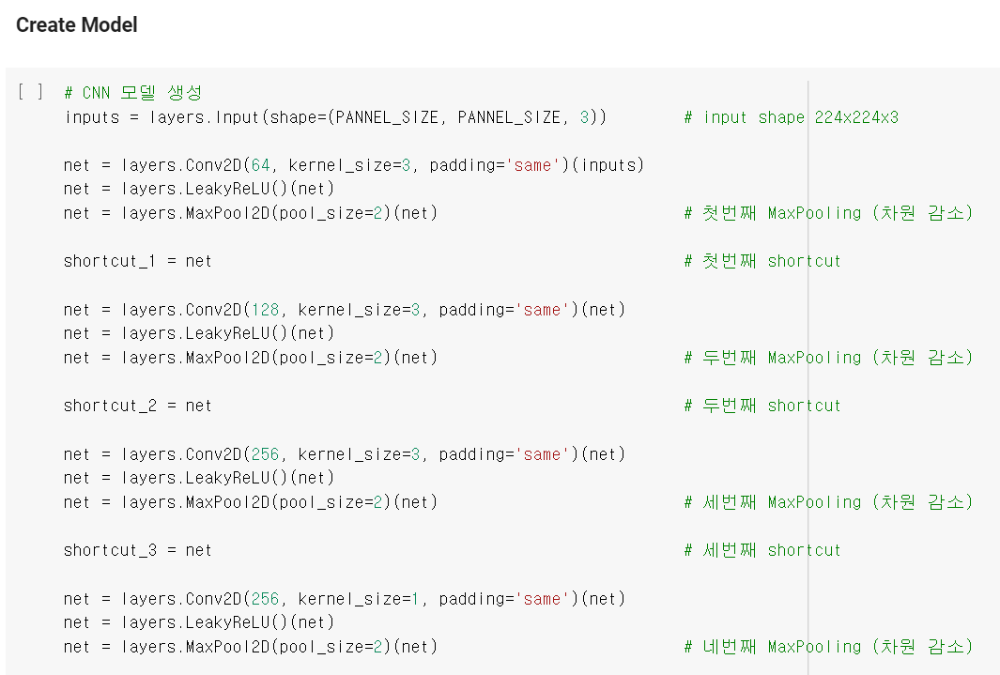 Create Model
[ ] # CNN 모델 생성
inputs = layers.Input(shape=(PANNEL_SIZE, PANNEL_SIZE, 3)) # input shape 224x224x3
net = layers.Conv2D(64, kernel_size=3, padding='same')(inputs)
net = layers.LeakyReLU()(net)
net = layers.MaxPool2D(pool_size=2)(net) # 첫번째 MaxPooling (차원 감소)
shortcut_1 = net # 첫번째 shortcut
net = layers.Conv2D(128, kernel_size=3, padding='same')(net)
net = layers.LeakyReLU()(net)
net = layers.MaxPool2D(pool_size=2)(net) # 두번째 MaxPooling (차원 감소)
shortcut_2 = net # 두번째 shortcut
net = layers.Conv2D(256, kernel_size=3, padding='same')(net)
net = layers.LeakyReLU()(net)
net = layers.MaxPool2D(pool_size=2)(net) # 세번째 MaxPooling (차원 감소)
shortcut_3 = net # 세번째 shortcut
net = layers.Conv2D(256, kernel_size=1, padding='same')(net)
net = layers.LeakyReLU()(net)
net = layers.MaxPool2D(pool_size=2)(net) # 네번째 MaxPooling (차원 감소)